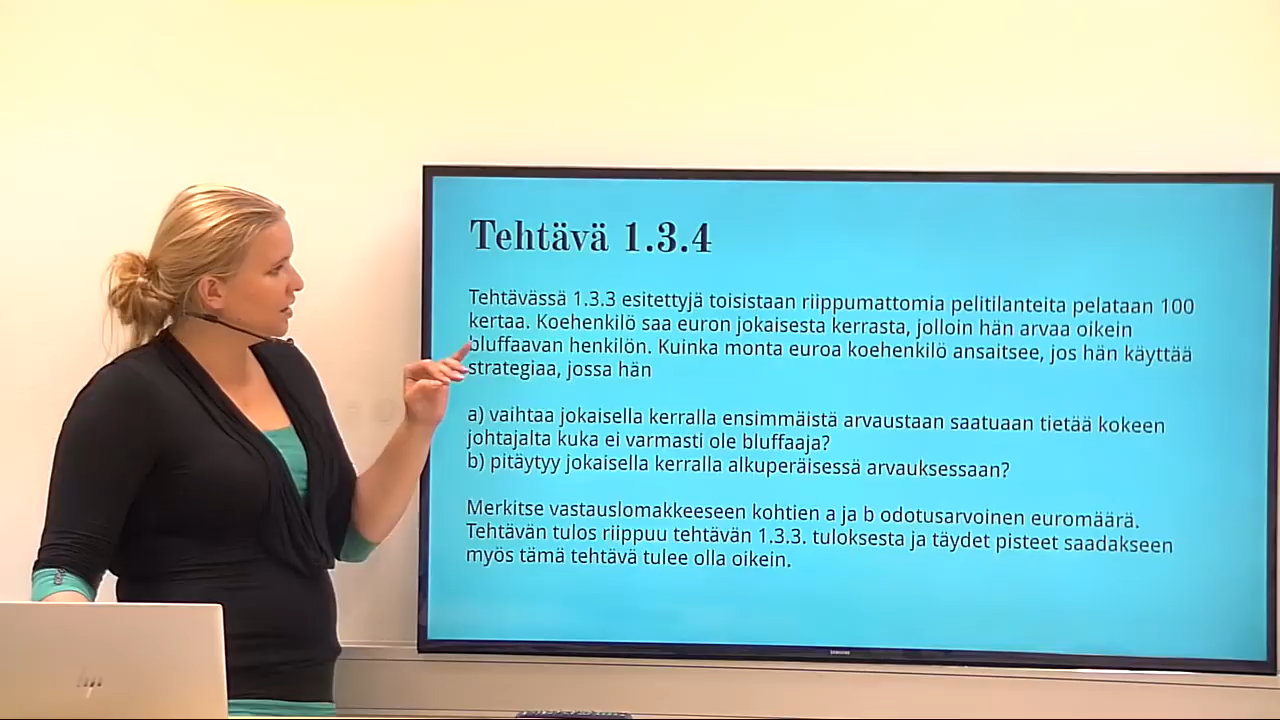 Tehtävä 1.3.4
Tehtävässä 1.3.3 esitettyjä toisistaan riippumattomia pelitilanteita pelataan 100
kertaa. Koehenkilö saa euron jokaisesta kerrasta, jolloin hän arvaa oikein
bluffaavan henkilön. Kuinka monta euroa koehenkilö ansaitsee, jos hän käyttää
strategiaa, jossa hän
a) vaihtaa jokaisella kerralla ensimmäistä arvaustaan saatuaan tietää kokeen
johtajalta kuka ei varmasti ole bluffaaja?
b) pitäytyy jokaisella kerralla alkuperäisessä arvauksessaan?
Merkitse vastauslomakkeeseen kohtien a ja b odotusarvoinen euromäärä.
Tehtävän tulos riippuu tehtävän 1.3.3. tuloksesta ja täydet pisteet saadakseen
myös tämä tehtävä tulee olla oikein.
SAMSUNG
hp